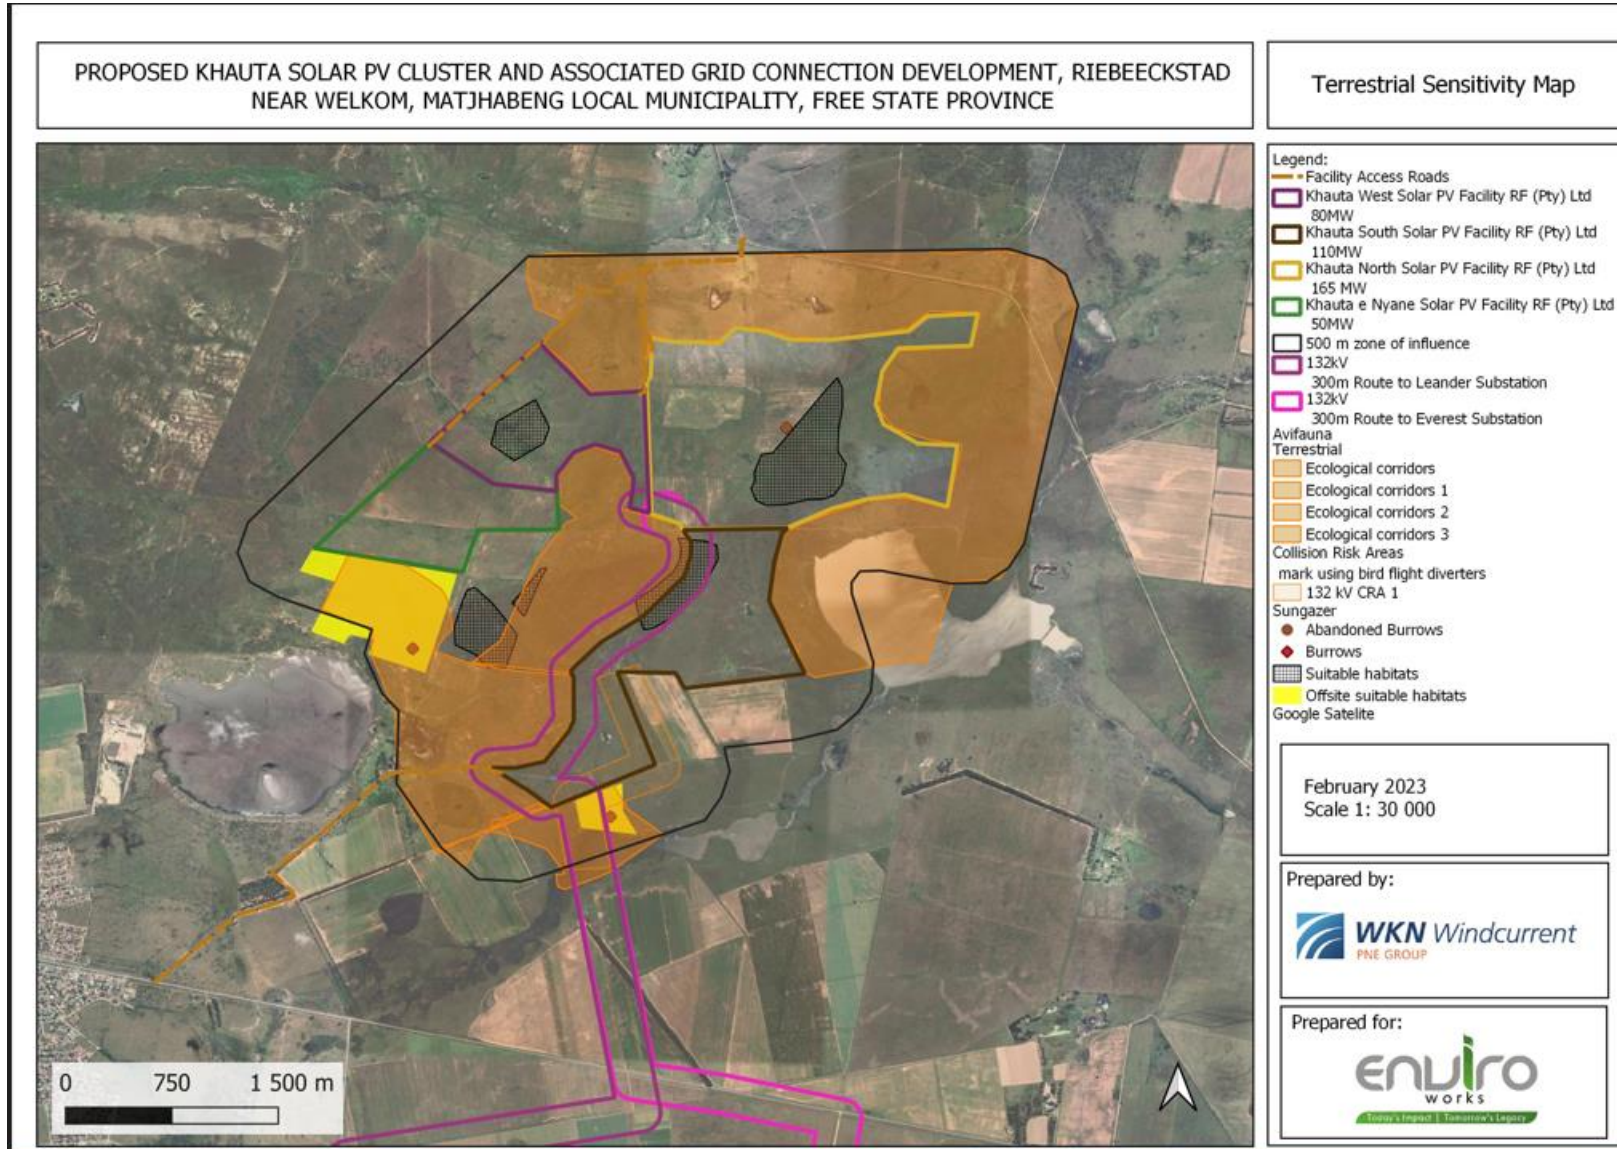 PROPOSED KHAUTA SOLAR PV CLUSTER AND ASSOCIATED GRID CONNECTION DEVELOPMENT, RIEBEECKSTAD
NEAR WELKOM, MATJHABENG LOCAL MUNICIPALITY, FREE STATE PROVINCE
Terrestrial Sensitivity Map
Legend:
Facility Access Roads
Khauta West Solar PV Facility RF (Pty) Ltd
80MW
Khauta South Solar PV Facility RF (Pty) Ltd
110MW
Khauta North Solar PV Facility RF (Pty) Ltd
165 MW
Khauta e Nyane Solar PV Facility RF (Pty) Ltd
50MW
500 m zone of influence
132kV
300m Route to Leander Substation
132kV
300m Route to Everest Substation
Avifauna
Terrestrial
Ecological corridors
Ecological corridors 1
Ecological corridors 2
Ecological corridors 3
Collision Risk Areas
mark using bird flight diverters
132 kV CRA 1
Sungazer
Abandoned Burrows
Burrows
Suitable habitats
Offsite suitable habitats
Google Satelite
February 2023
Scale 1: 30 000
Prepared by:
WKN Windcurrent
PNE GROUP
Prepared for:
enviro
works
Today's Impact | Tomorrow's Legacy
0 750 1 500 m